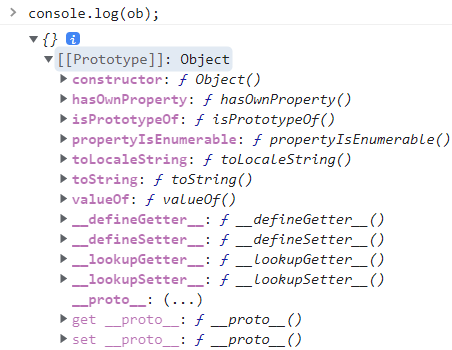 > console.log(ob);
▼ {} i
▼ [[Prototype]]: Object
▶ constructor: ƒ Object()
▶ hasOwnProperty: ƒ hasOwnProperty()
▶ isPrototypeOf: ƒ isPrototypeOf()
▶ propertyIsEnumerable: ƒ propertyIsEnumerable()
▶ toLocaleString: ƒ toLocaleString()
▶ toString: ƒ toString()
▶ valueOf: ƒ valueOf()
▶ __defineGetter__: ƒ __defineGetter__()
▶ __defineSetter__: ƒ __defineSetter__()
▶ __lookupGetter__: ƒ __lookupGetter__()
▶ __lookupSetter__: ƒ __lookupSetter__()
__proto__: (...)
▶ get __proto__: ƒ __proto__()
▶ set __proto__: ƒ __proto__()